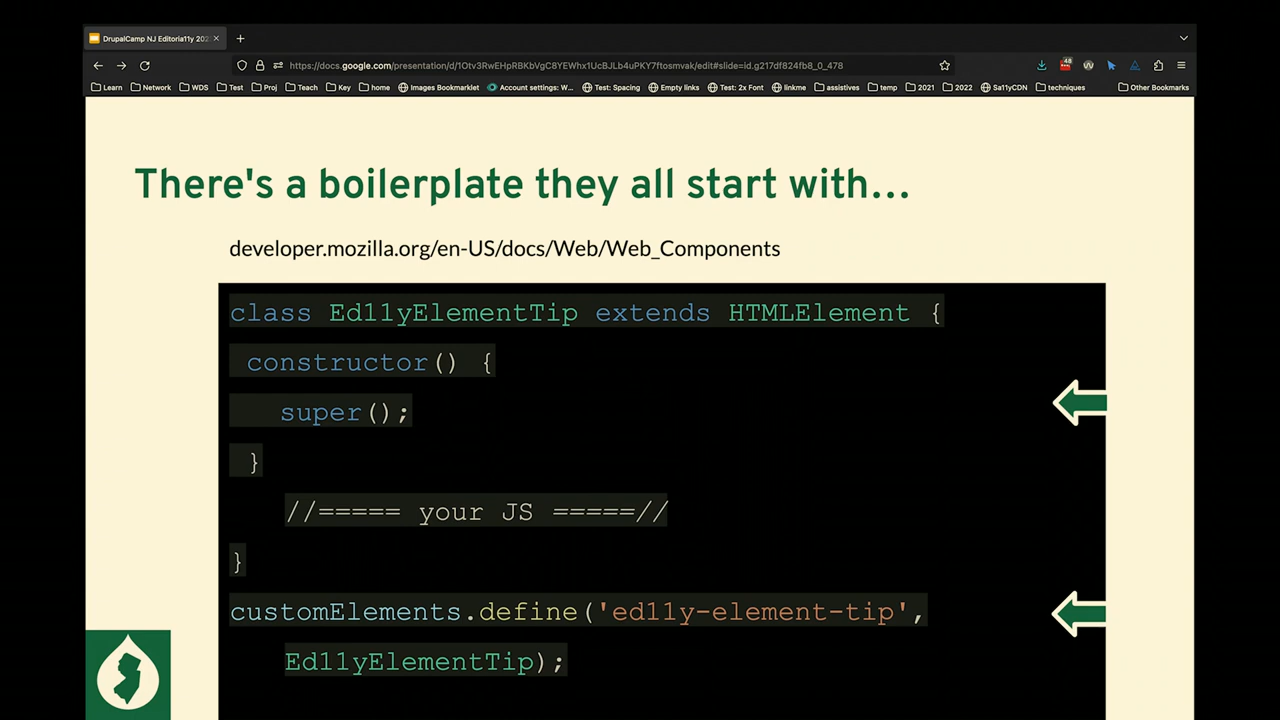 DrupalCamp NJ Editoria11y 202
https://docs.google.com/presentation/d/1Otv3RwEHpRBKbVgC8YEWhx1UcBJLb4uPKY7ftosmvak/edit#slide=id.g217df824fb8_0_478
48
Learn Network WDS Test Proj Teach Key home Images Bookmarklet Account settings: W... Test: Spacing Empty links Test: 2x Font linkme assistives temp 2021 2022 Sa11yCDN techniques Other Bookmarks
There's a boilerplate they all start with...
developer.mozilla.org/en-US/docs/Web/Web_Components
class Ed11yElementTip extends HTMLElement {
constructor() {
super();
}
//===== your JS =====//
}
customElements.define('ed11y-element-tip',
Ed11yElementTip);